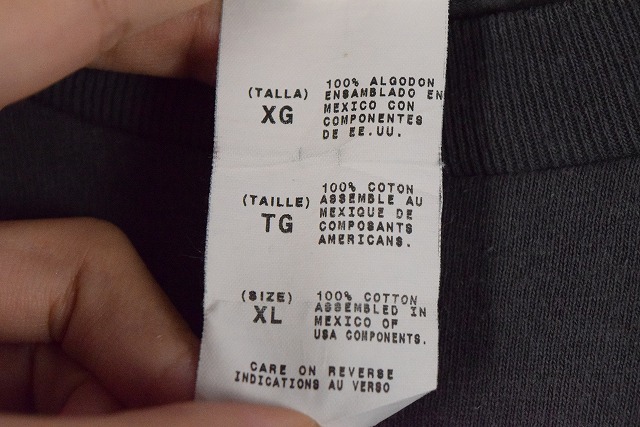 (TALLA)
XG
100% ALGODON
ENSAMBLADO EN
MEXICO CON
COMPONENTES
DE EE.UU.
(TAILLE)
TG
100% COTON
ASSEMBLE AU
MEXIQUE DE
COMPOSANTS
AMERICANS.
(SIZE)
XL
100% COTTON
ASSEMBLED IN
MEXICO OF
USA COMPONENTS.
CARE ON REVERSE
INDICATIONS AU VERSO